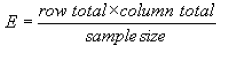 E = row total×column total
sample size